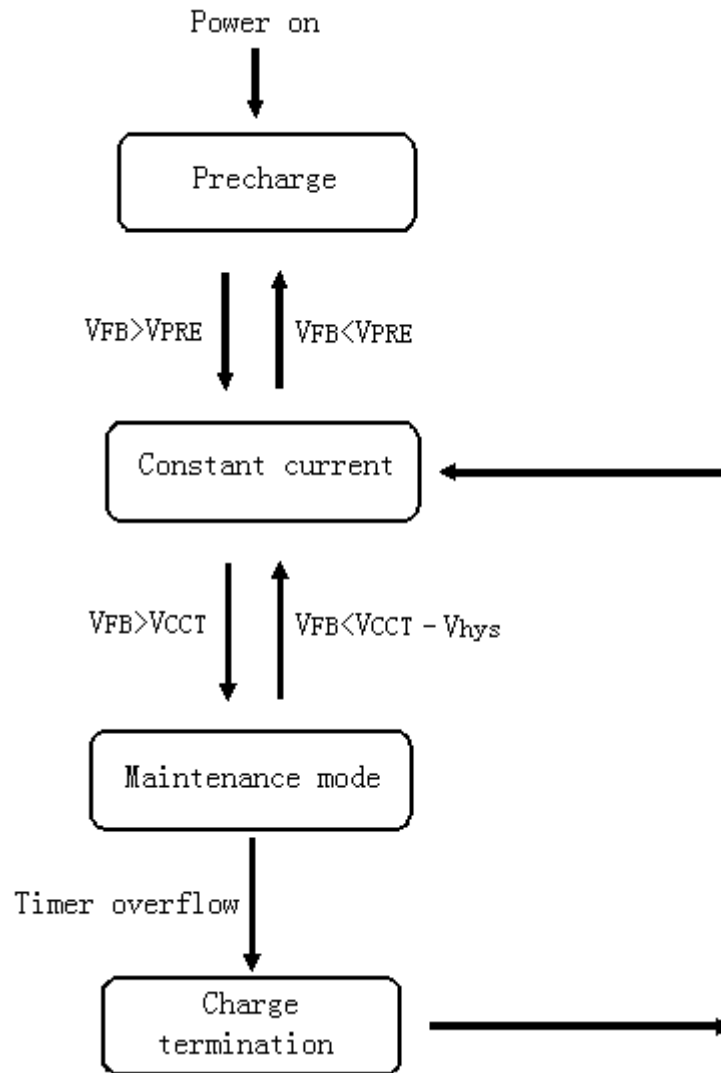 Power on
Precharge
VFB>VPRE
VFB<VPRE
Constant current
VFB>VCCT
VFB<VCCT - Vhys
Maintenance mode
Timer overflow
Charge
termination